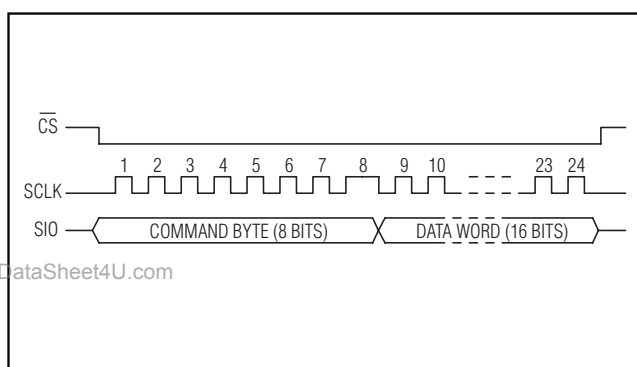 CS
1 2 3 4 5 6 7 8 9 10 23 24
SCLK
SIO COMMAND BYTE (8 BITS) DATA WORD (16 BITS)
DataSheet4U.com